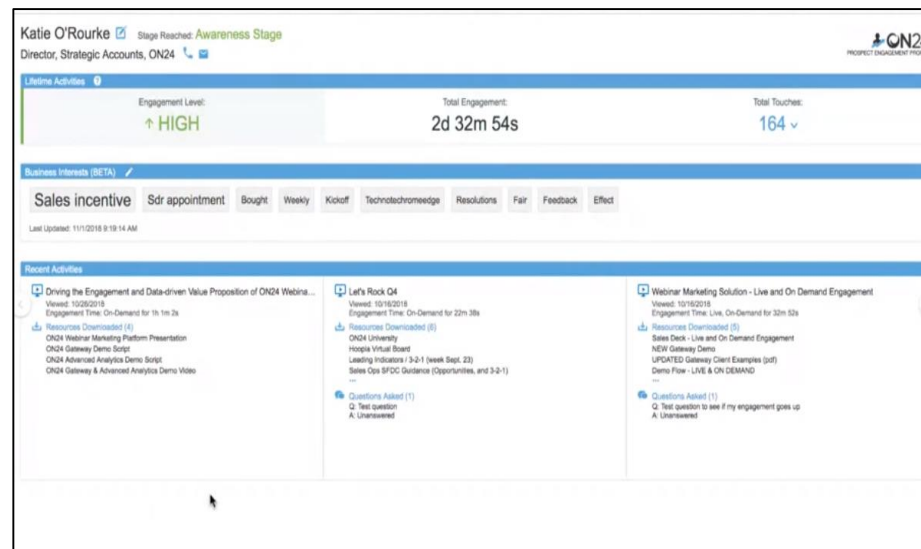 Katie O'Rourke Stage Reached: Awareness Stage
Director, Strategic Accounts, ON24
ON24
PROSPECT ENGAGEMENT
Lifetime Activities
Engagement Level:
↑ HIGH
Total Engagement:
2d 32m 54s
Total Touches:
164
Business Interests (BETA)
Sales incentive Sdr appointment Bought Weekly Kickoff Technotechromeedge Resolutions Fair Feedback Effect
Last Updated: 11/1/2018 9:19:14 AM
Recent Activities
Driving the Engagement and Data-driven Value Proposition of ON24 Webina...
Viewed: 10/26/2018
Engagement Time: On-Demand for 1h 1m 2s
Resources Downloaded (4)
ON24 Webinar Marketing Platform Presentation
ON24 Gateway Demo Script
ON24 Advanced Analytics Demo Script
ON24 Gateway & Advanced Analytics Demo Video
Let's Rock Q4
Viewed: 10/16/2018
Engagement Time: On-Demand for 22m 38s
Resources Downloaded (6)
ON24 University
Hoopla Virtual Board
Leading Indicators / 3-2-1 (week Sept. 23)
Sales Ops SFDC Guidance (Opportunities, and 3-2-1)
...
Questions Asked (1)
Q: Test question
A: Unanswered
Webinar Marketing Solution - Live and On Demand Engagement
Viewed: 10/16/2018
Engagement Time: Live, On-Demand for 32m 52s
Resources Downloaded (5)
Sales Deck - Live and On Demand Engagement
NEW Gateway Demo
UPDATED Gateway Client Examples (pdf)
Demo Flow - LIVE & ON DEMAND
...
Questions Asked (1)
Q: Test question to see if my engagement goes up
A: Unanswered